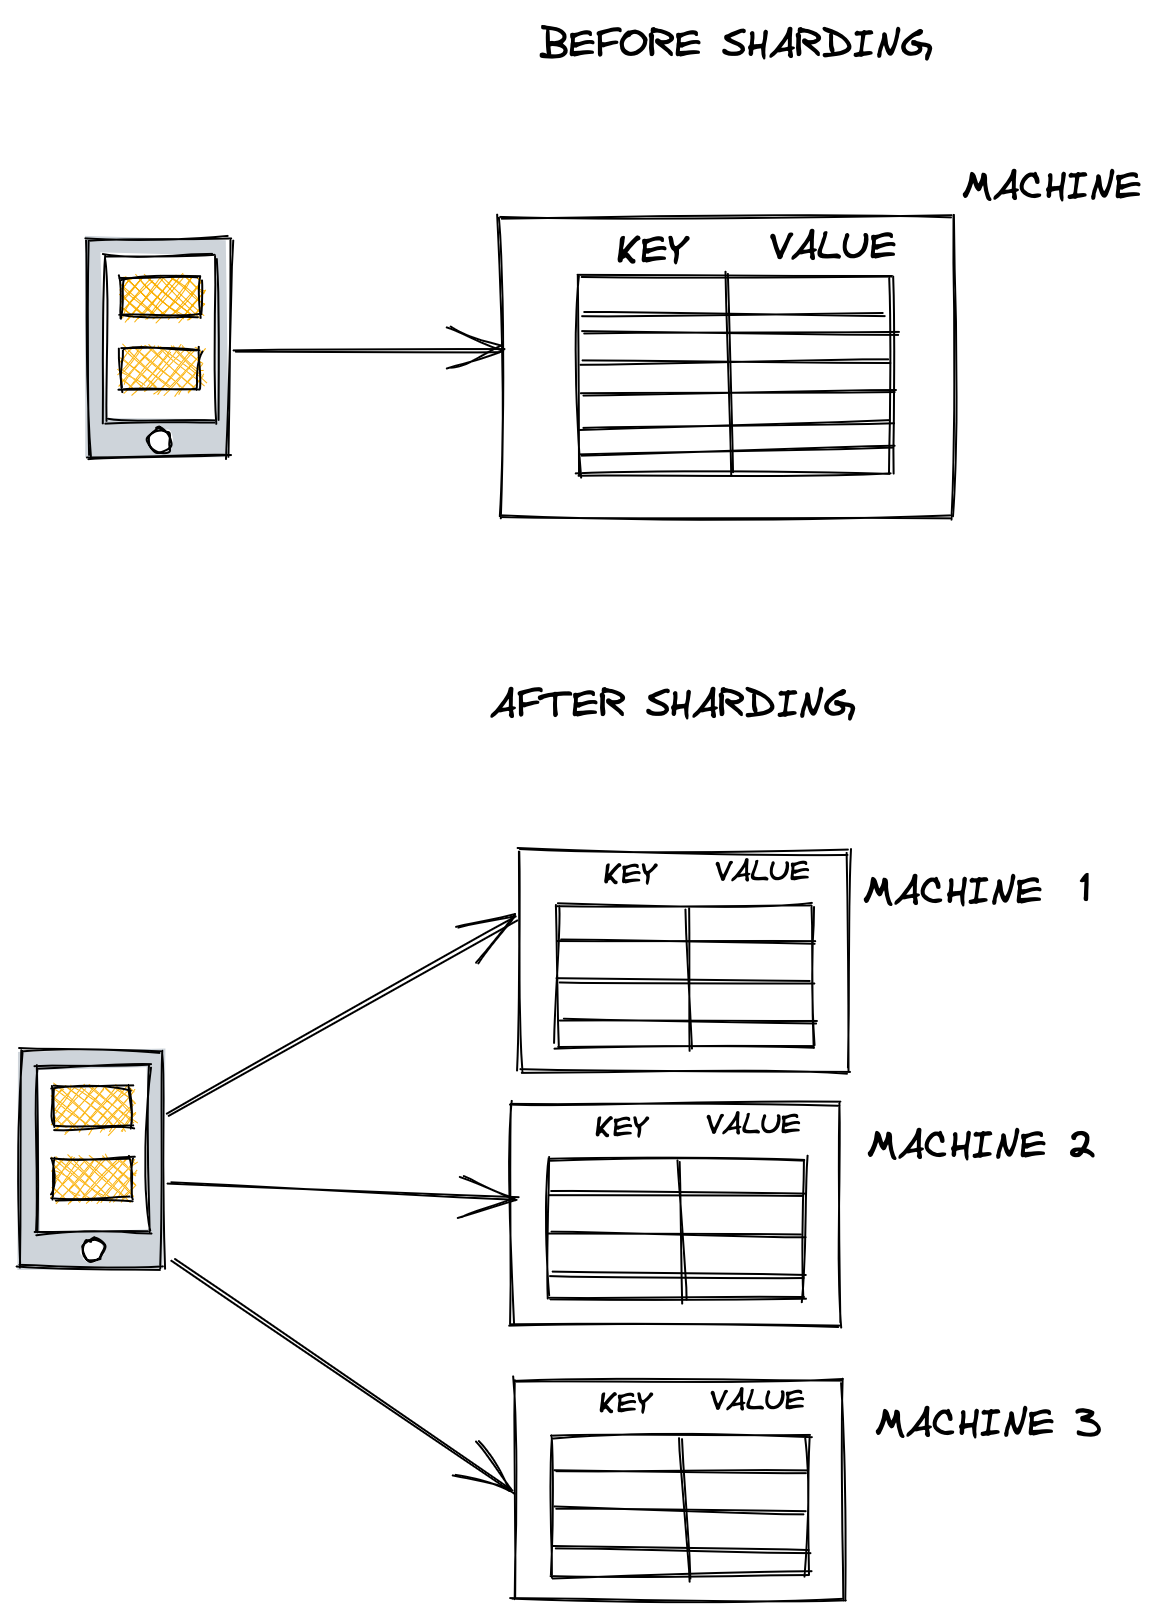 BEFORE SHARDING
MACHINE
KEY VALUE
AFTER SHARDING
KEY VALUE
MACHINE 1
KEY VALUE
MACHINE 2
KEY VALUE
MACHINE 3